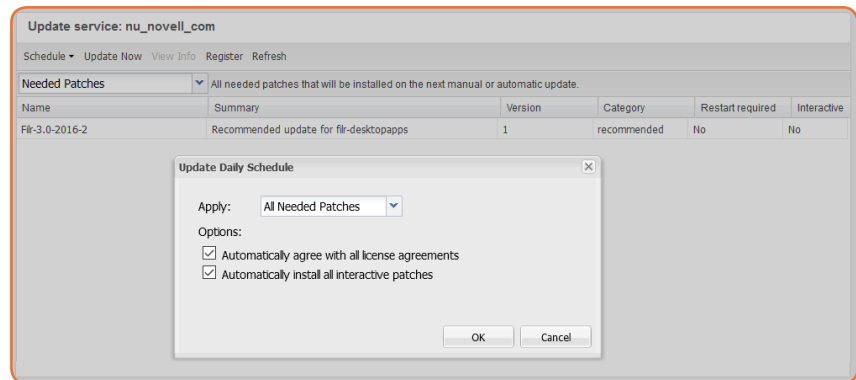 Update service: nu_novell_com
Schedule Update Now View Info Register Refresh
Needed Patches All needed patches that will be installed on the next manual or automatic update.
Name Summary Version Category Restart required Interactive
Filr-3.0-2016-2 Recommended update for filr-desktopapps 1 recommended No No
Update Daily Schedule
Apply: All Needed Patches
Options:
Automatically agree with all license agreements
Automatically install all interactive patches
OK Cancel